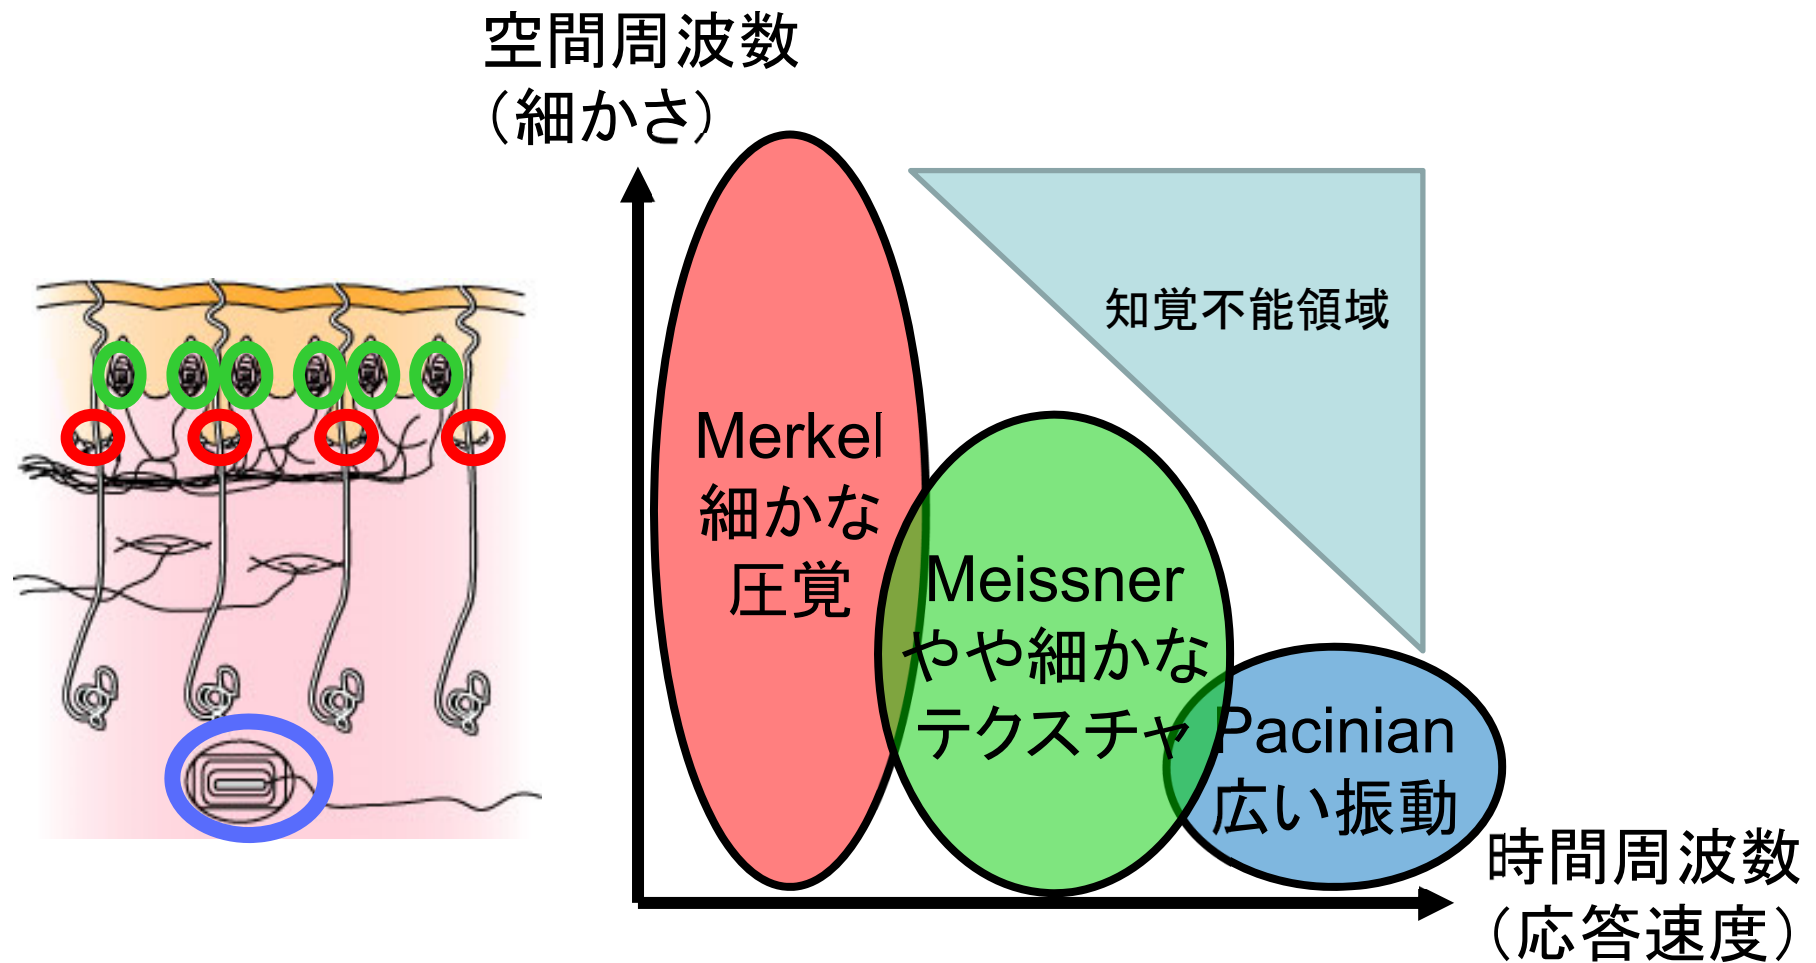 空間周波数
（細かさ）
知覚不能領域
Merkel
細かな
圧覚
Meissner
やや細かな
テクスチャ
Pacinian
広い振動
時間周波数
（応答速度）